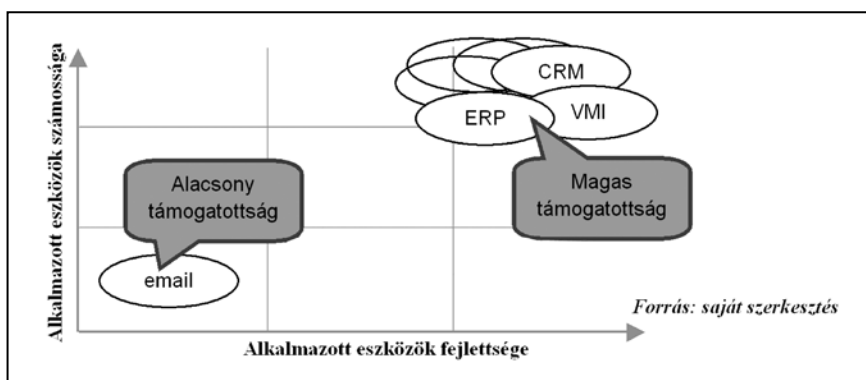 Alkalmazott eszközök számossága
CRM
ERP
VMI
Alacsony
támogatottság
Magas
támogatottság
email
Forrás: saját szerkesztés
Alkalmazott eszközök fejlettsége